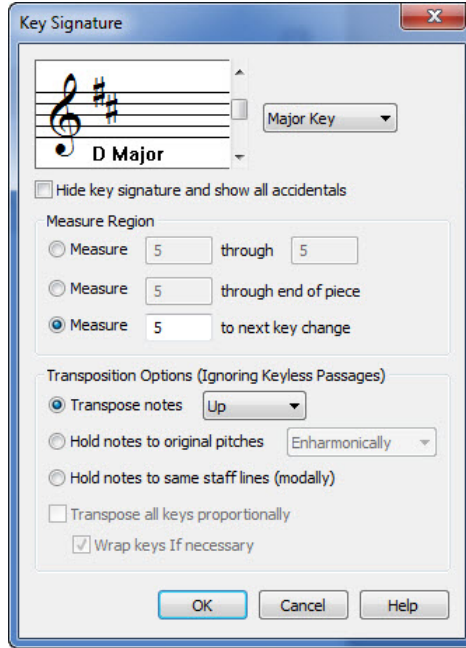 Key Signature
D Major
Major Key
Hide key signature and show all accidentals
Measure Region
Measure 5 through 5
Measure 5 through end of piece
Measure 5 to next key change
Transposition Options (Ignoring Keyless Passages)
Transpose notes Up
Hold notes to original pitches Enharmonically
Hold notes to same staff lines (modally)
Transpose all keys proportionally
Wrap keys If necessary
OK Cancel Help